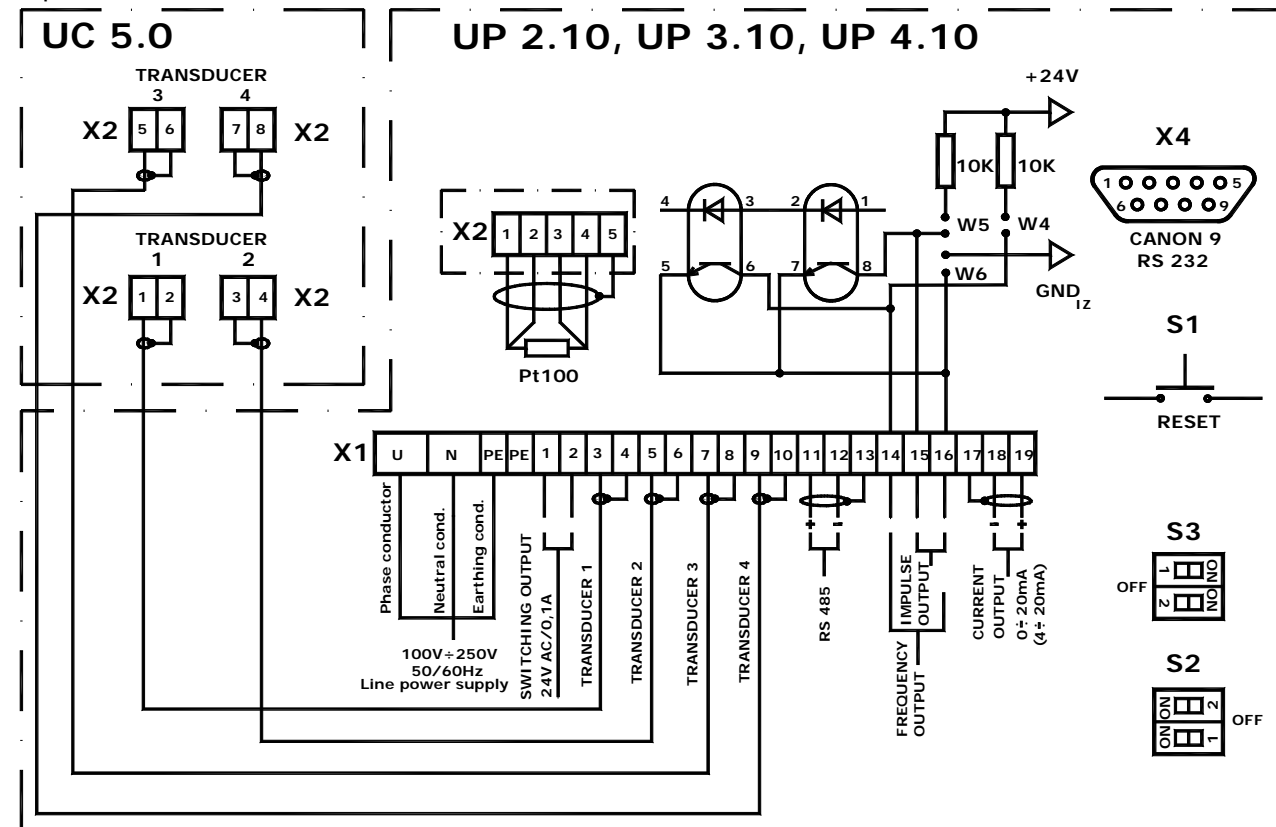 UC 5.0
TRANSDUCER
3 4
X2 5 6 7 8 X2
TRANSDUCER
1 2
X2 1 2 3 4 X2
UP 2.10, UP 3.10, UP 4.10
+24V
10K 10K
W5 W4
W6
GND IZ
4 3 2 1
5 6 7 8
X2 1 2 3 4 5
Pt100
X4
1 5
6 9
CANON 9
RS 232
S1
RESET
X1 U N PE PE 1 2 3 4 5 6 7 8 9 10 11 12 13 14 15 16 17 18 19
Phase conductor
Neutral cond.
Earthing cond.
100V÷250V
50/60Hz
Line power supply
SWITCHING OUTPUT
24V AC/0,1A
TRANSDUCER 1
TRANSDUCER 2
TRANSDUCER 3
TRANSDUCER 4
+ -
RS 485
FREQUENCY
OUTPUT
IMPULSE
OUTPUT
- +
CURRENT
OUTPUT
0÷20mA
(4÷20mA)
S3
OFF
1 ON
2 ON
S2
OFF
ON 2
ON 1